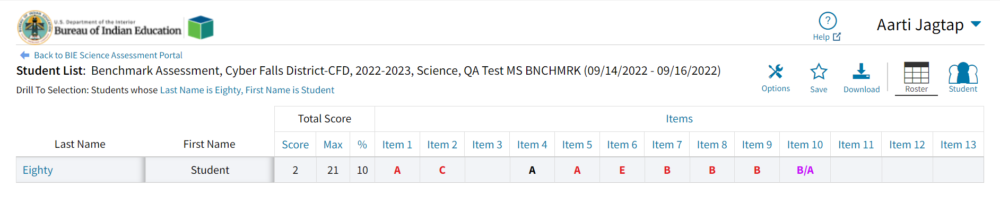 U.S. Department of the Interior
Bureau of Indian Education
Help
Aarti Jagtap
Back to BIE Science Assessment Portal
Student List: Benchmark Assessment, Cyber Falls District-CFD, 2022-2023, Science, QA Test MS BNCHMRK (09/14/2022 - 09/16/2022)
Drill To Selection: Students whose Last Name is Eighty, First Name is Student
Options Save Download Roster Student
Total Score Items
Last Name First Name Score Max % Item 1 Item 2 Item 3 Item 4 Item 5 Item 6 Item 7 Item 8 Item 9 Item 10 Item 11 Item 12 Item 13
Eighty Student 2 21 10 A C A A E B B B B/A